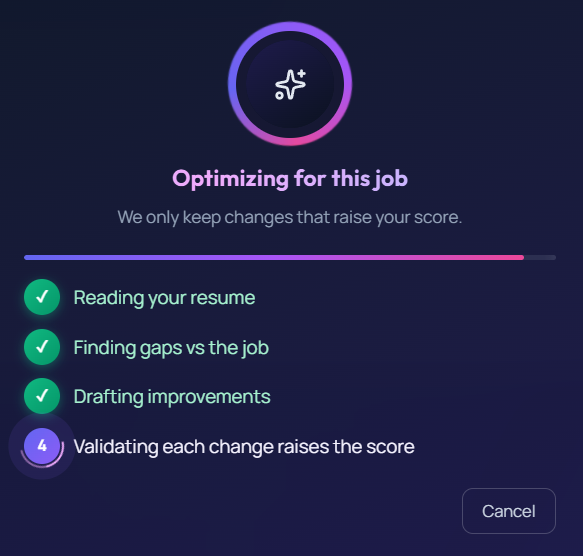 Optimizing for this job
We only keep changes that raise your score.
Reading your resume
Finding gaps vs the job
Drafting improvements
4 Validating each change raises the score
Cancel